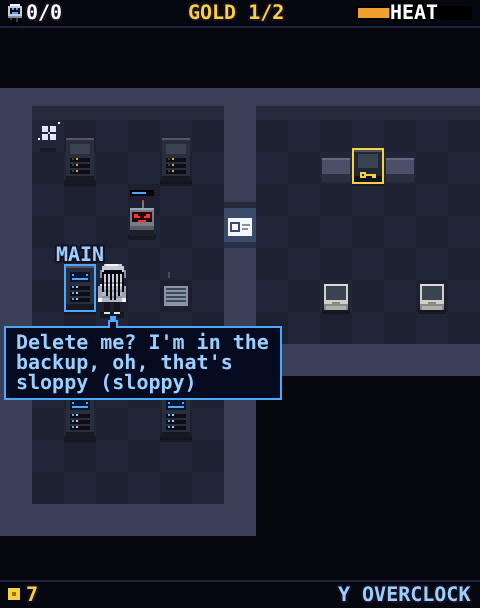 0/0
GOLD 1/2
HEAT
MAIN
Delete me? I'm in the
backup, oh, that's
sloppy (sloppy)
7
Y OVERCLOCK